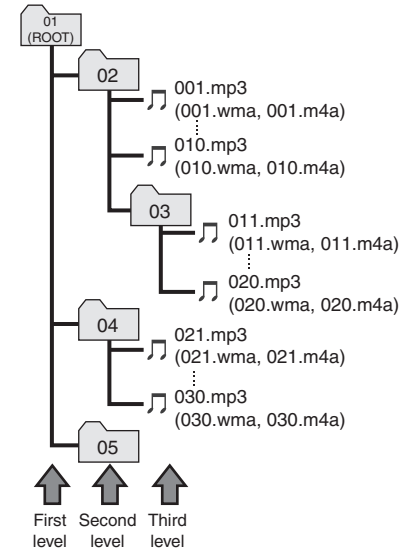 01
(ROOT)
02
001.mp3
(001.wma, 001.m4a)
010.mp3
(010.wma, 010.m4a)
03
011.mp3
(011.wma, 011.m4a)
020.mp3
(020.wma, 020.m4a)
04
021.mp3
(021.wma, 021.m4a)
030.mp3
(030.wma, 030.m4a)
05
First Second Third
level level level